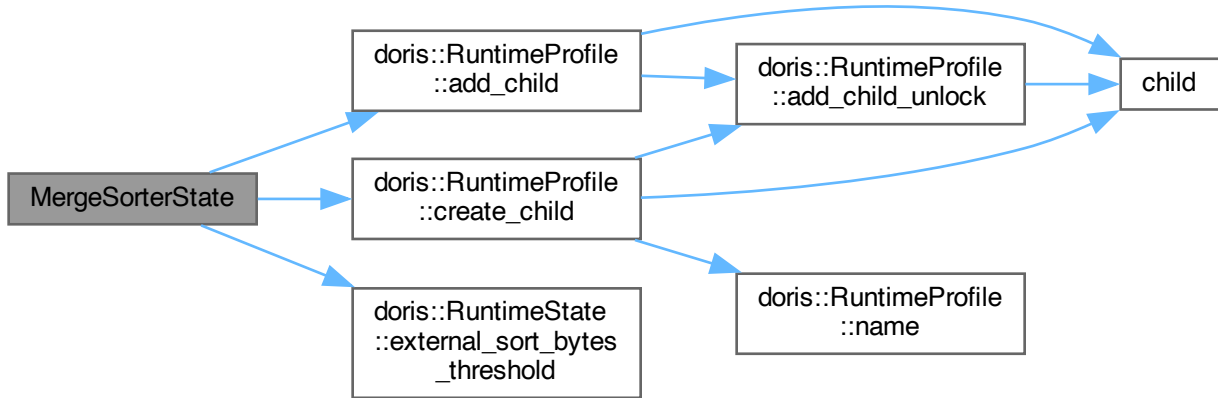 MergeSorterState
doris::RuntimeProfile
::add_child
doris::RuntimeProfile
::create_child
doris::RuntimeState
::external_sort_bytes
_threshold
doris::RuntimeProfile
::add_child_unlock
doris::RuntimeProfile
::name
child